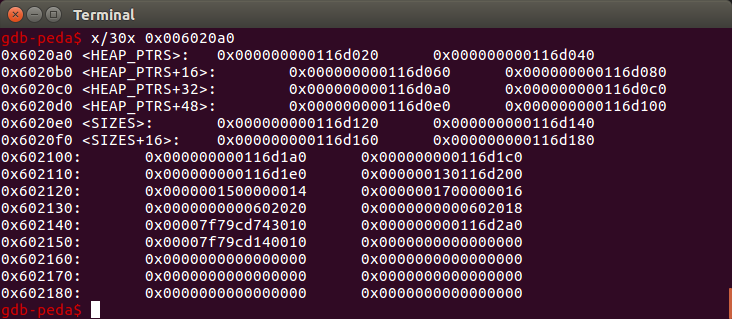 Terminal
gdb-peda$ x/30x 0x006020a0
0x6020a0 <HEAP_PTRS>: 0x000000000116d020 0x000000000116d040
0x6020b0 <HEAP_PTRS+16>: 0x000000000116d060 0x000000000116d080
0x6020c0 <HEAP_PTRS+32>: 0x000000000116d0a0 0x000000000116d0c0
0x6020d0 <HEAP_PTRS+48>: 0x000000000116d0e0 0x000000000116d100
0x6020e0 <SIZES>: 0x000000000116d120 0x000000000116d140
0x6020f0 <SIZES+16>: 0x000000000116d160 0x000000000116d180
0x602100: 0x000000000116d1a0 0x000000000116d1c0
0x602110: 0x000000000116d1e0 0x000000130116d200
0x602120: 0x0000001500000014 0x0000001700000016
0x602130: 0x0000000000602020 0x0000000000602018
0x602140: 0x00007f79cd743010 0x000000000116d2a0
0x602150: 0x00007f79cd140010 0x0000000000000000
0x602160: 0x0000000000000000 0x0000000000000000
0x602170: 0x0000000000000000 0x0000000000000000
0x602180: 0x0000000000000000 0x0000000000000000
gdb-peda$